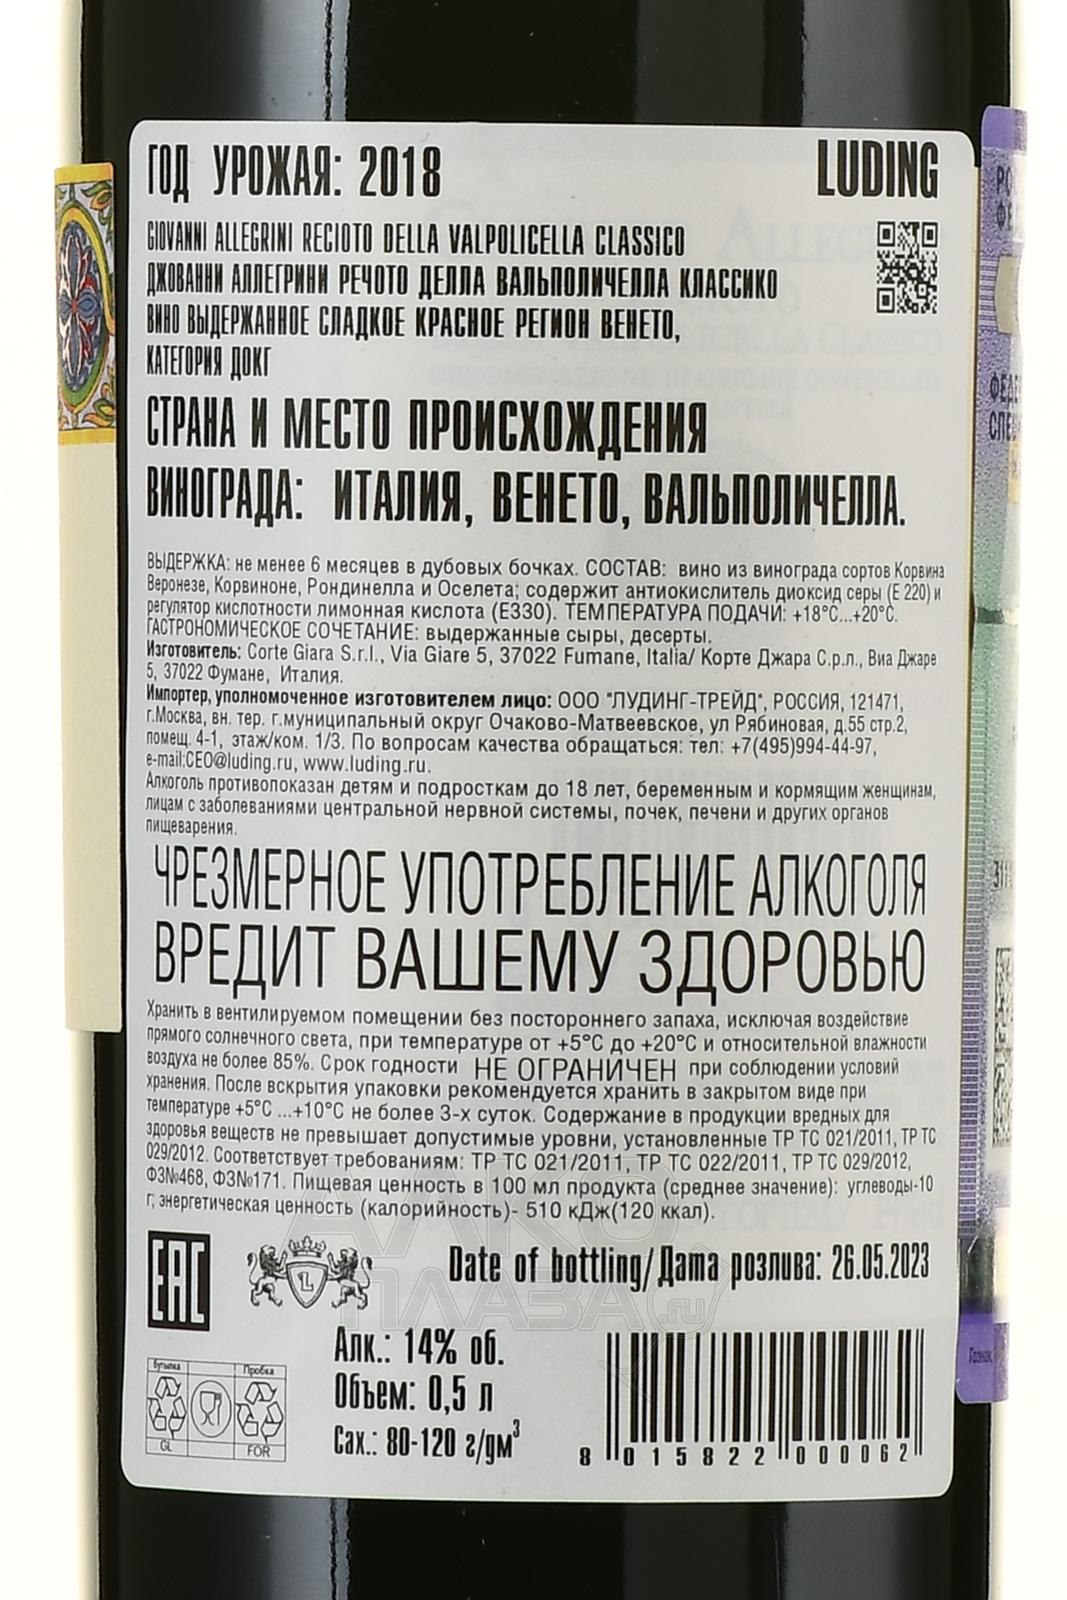 ГОД УРОЖАЯ: 2018
LUDING
GIOVANNI ALLEGRINI RECIOTO DELLA VALPOLICELLA CLASSICO
ДЖОВАННИ АЛЛЕГРИНИ РЕЧОТО ДЕЛЛА ВАЛЬПОЛИЧЕЛЛА КЛАССИКО
ВИНО ВЫДЕРЖАННОЕ СЛАДКОЕ КРАСНОЕ РЕГИОН ВЕНЕТО,
КАТЕГОРИЯ ДОКГ
СТРАНА И МЕСТО ПРОИСХОЖДЕНИЯ
ВИНОГРАДА: ИТАЛИЯ, ВЕНЕТО, ВАЛЬПОЛИЧЕЛЛА.
ВЫДЕРЖКА: не менее 6 месяцев в дубовых бочках. СОСТАВ: вино из винограда сортов Корвина
Веронезе, Корвиноне, Рондинелла и Оселета; содержит антиокислитель диоксид серы (Е 220) и
регулятор кислотности лимонная кислота (Е330). ТЕМПЕРАТУРА ПОДАЧИ: +18°С...+20°С.
ГАСТРОНОМИЧЕСКОЕ СОЧЕТАНИЕ: выдержанные сыры, десерты.
Изготовитель: Corte Giara S.r.l., Via Giare 5, 37022 Fumane, Italia/ Корте Джара С.р.л., Виа Джаре
5, 37022 Фумане, Италия.
Импортер, уполномоченное изготовителем лицо: ООО "ЛУДИНГ-ТРЕЙД", РОССИЯ, 121471,
г.Москва, вн. тер. г.муниципальный округ Очаково-Матвеевское, ул Рябиновая, д.55 стр.2,
помещ. 4-1, этаж/ком. 1/3. По вопросам качества обращаться: тел: +7(495)994-44-97,
e-mail:CEO@luding.ru, www.luding.ru.
Алкоголь противопоказан детям и подросткам до 18 лет, беременным и кормящим женщинам,
лицам с заболеваниями центральной нервной системы, почек, печени и других органов
пищеварения.
ЧРЕЗМЕРНОЕ УПОТРЕБЛЕНИЕ АЛКОГОЛЯ
ВРЕДИТ ВАШЕМУ ЗДОРОВЬЮ
Хранить в вентилируемом помещении без постороннего запаха, исключая воздействие
прямого солнечного света, при температуре от +5°С до +20°С и относительной влажности
воздуха не более 85%. Срок годности НЕ ОГРАНИЧЕН при соблюдении условий
хранения. После вскрытия упаковки рекомендуется хранить в закрытом виде при
температуре +5°С ...+10°С не более 3-х суток. Содержание в продукции вредных для
здоровья веществ не превышает допустимые уровни, установленные ТР ТС 021/2011, ТР ТС
029/2012. Соответствует требованиям: ТР ТС 021/2011, ТР ТС 022/2011, ТР ТС 029/2012,
ФЗ№468, ФЗ№171. Пищевая ценность в 100 мл продукта (среднее значение): углеводы-10
г; энергетическая ценность (калорийность)- 510 кДж(120 ккал).
EAC
L
Date of bottling/Дата розлива: 26.05.2023
Алк.: 14% об.
Объем: 0,5 л
Сах.: 80-120 г/дм³
Бутылка Пробка
GL FOR
8 015822 000062
АЛКО
ПЛАЗА.ru